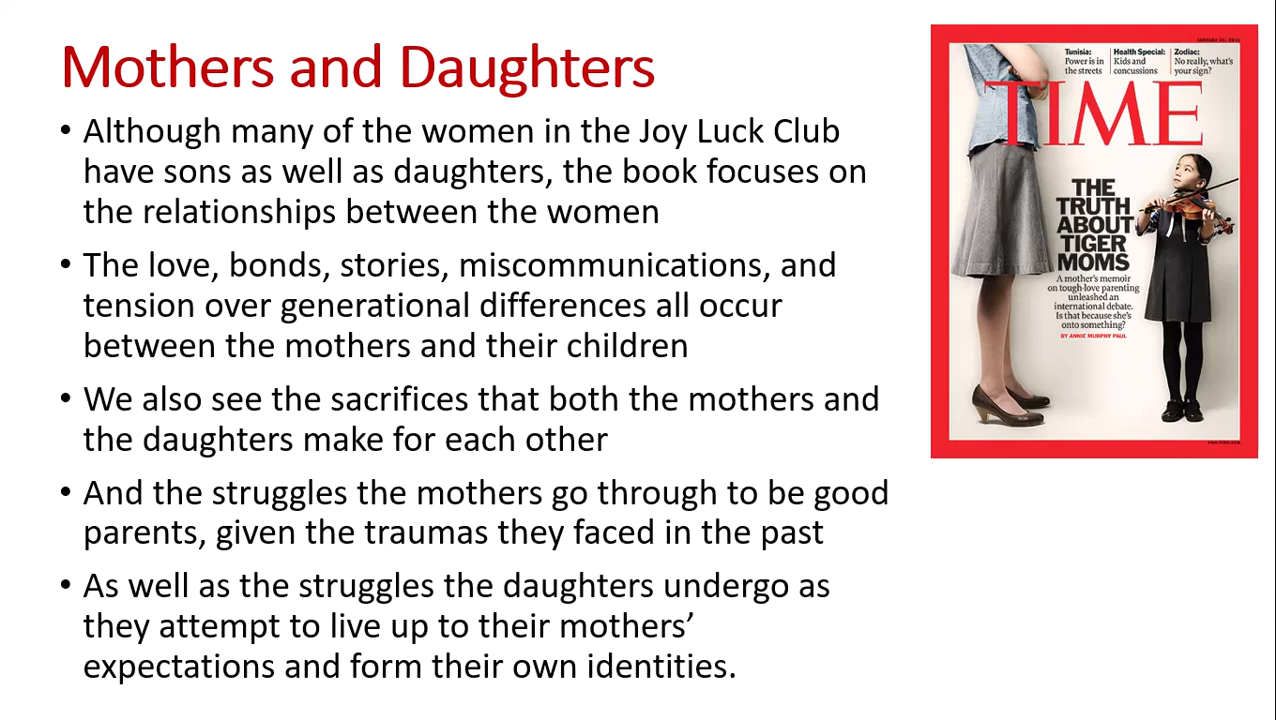 Mothers and Daughters
• Although many of the women in the Joy Luck Club
have sons as well as daughters, the book focuses on
the relationships between the women
• The love, bonds, stories, miscommunications, and
tension over generational differences all occur
between the mothers and their children
• We also see the sacrifices that both the mothers and
the daughters make for each other
• And the struggles the mothers go through to be good
parents, given the traumas they faced in the past
• As well as the struggles the daughters undergo as
they attempt to live up to their mothers’
expectations and form their own identities.
Tunisia:
Power is in
the streets
Health Special:
Kids and
concussions
Zodiac:
No really, what's
your sign?
TIME
THE
TRUTH
ABOUT
TIGER
MOMS
A mother's memoir
on tough-love parenting
unleashed an
international debate.
Is that because she's
onto something?
BY ANNIE MURPHY PAUL